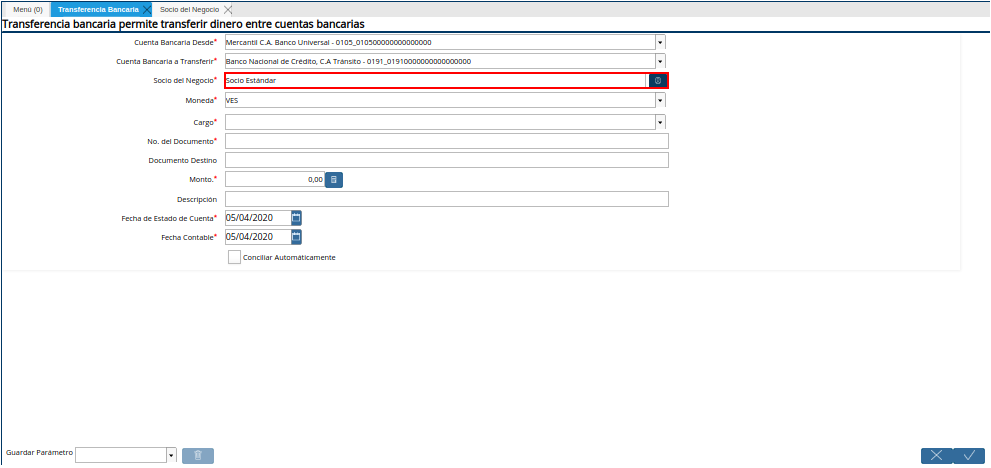 Menú (0) Transferencia Bancaria Socio del Negocio
Transferencia bancaria permite transferir dinero entre cuentas bancarias
Cuenta Bancaria Desde* Mercantil C.A. Banco Universal - 0105_010500000000000000
Cuenta Bancaria a Transferir* Banco Nacional de Crédito, C.A Tránsito - 0191_01910000000000000000
Socio del Negocio* Socio Estándar
Moneda* VES
Cargo*
No. del Documento*
Documento Destino
Monto.* 0,00
Descripción
Fecha de Estado de Cuenta* 05/04/2020
Fecha Contable* 05/04/2020
Conciliar Automáticamente
Guardar Parámetro